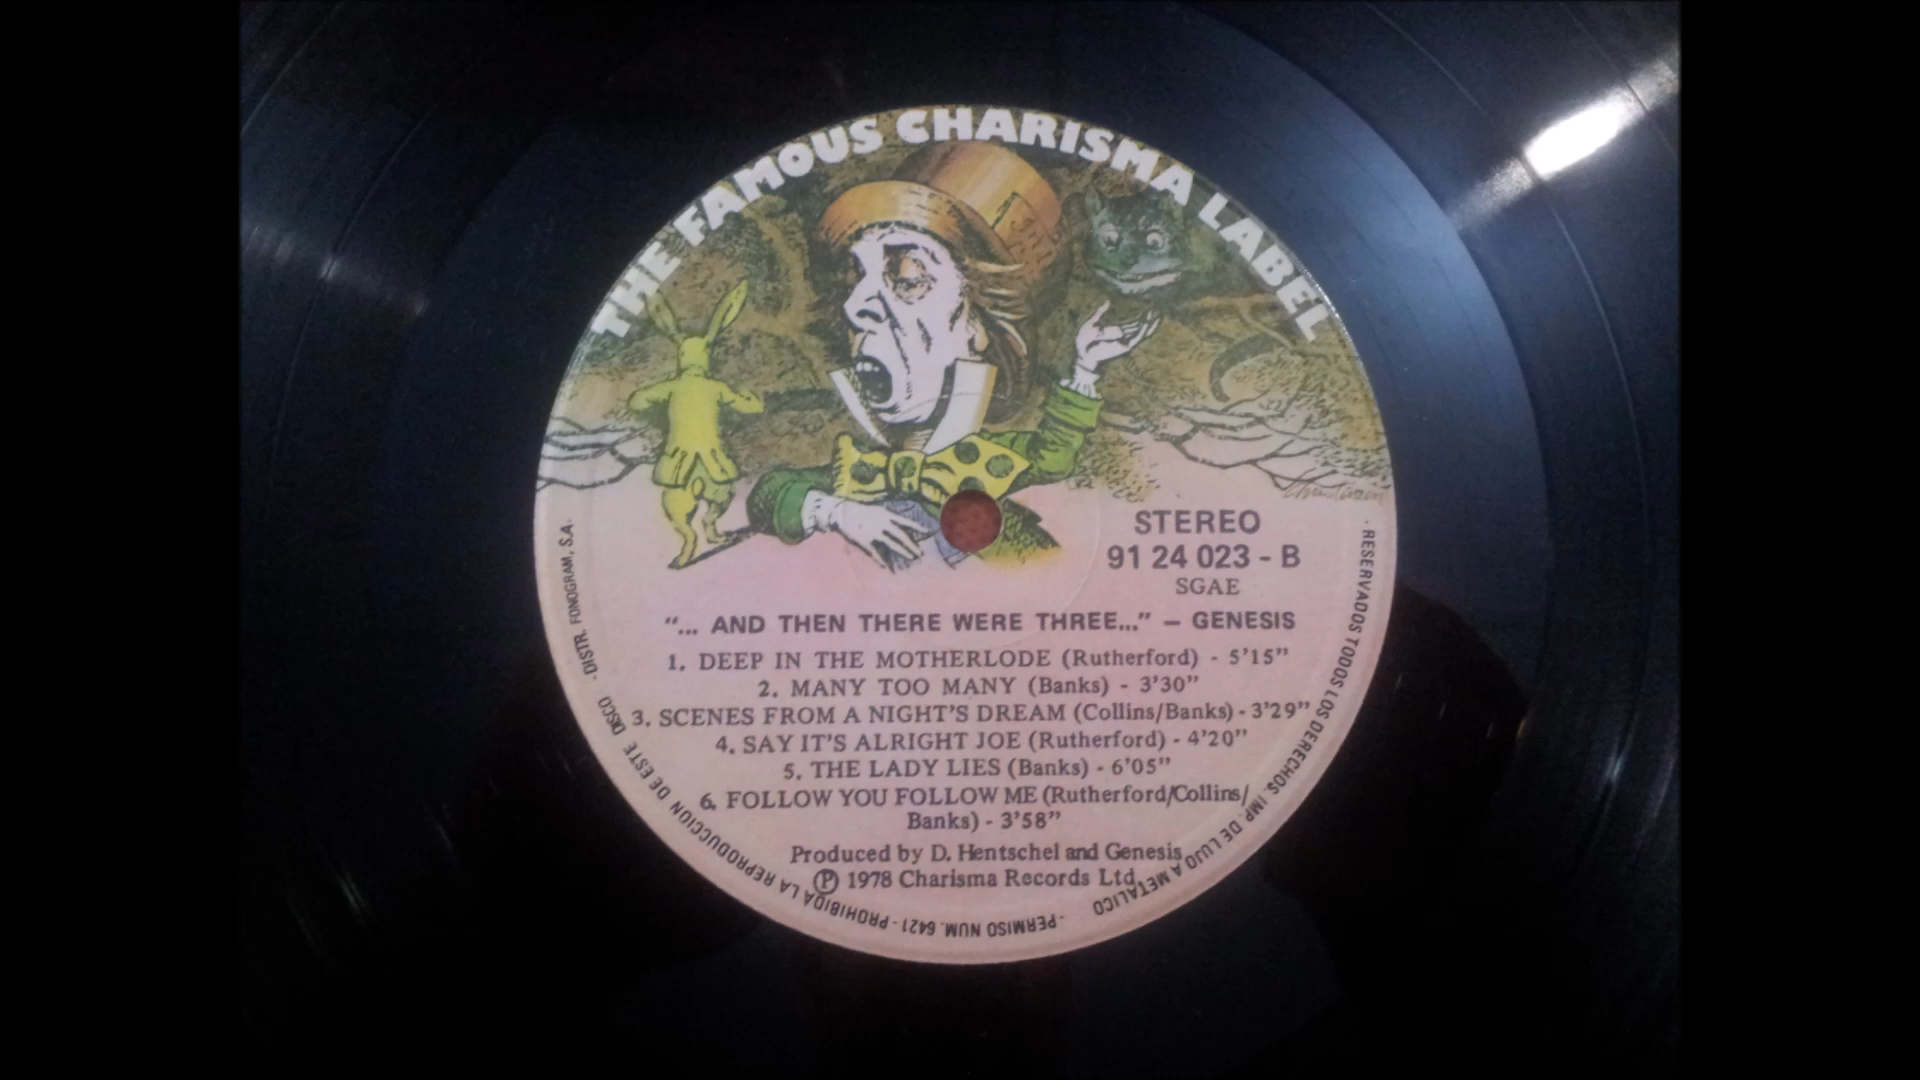 THE FAMOUS CHARISMA LABEL
STEREO
91 24 023 - B
SGAE
"... AND THEN THERE WERE THREE..." — GENESIS
1. DEEP IN THE MOTHERLODE (Rutherford) - 5'15"
2. MANY TOO MANY (Banks) - 3'30"
3. SCENES FROM A NIGHT'S DREAM (Collins/Banks) - 3'29"
4. SAY IT'S ALRIGHT JOE (Rutherford) - 4'20"
5. THE LADY LIES (Banks) - 6'05"
6. FOLLOW YOU FOLLOW ME (Rutherford/Collins/
Banks) - 3'58"
Produced by D. Hentschel and Genesis
Ⓟ 1978 Charisma Records Ltd.
· RESERVADOS TODOS LOS DERECHOS. IMP. DE LUJO A METALICO
-PERMISO NUM. 6421 - PROHIBIDA LA REPRODUCCION DE ESTE DISCO -DISTR. FONOGRAM, S.A.